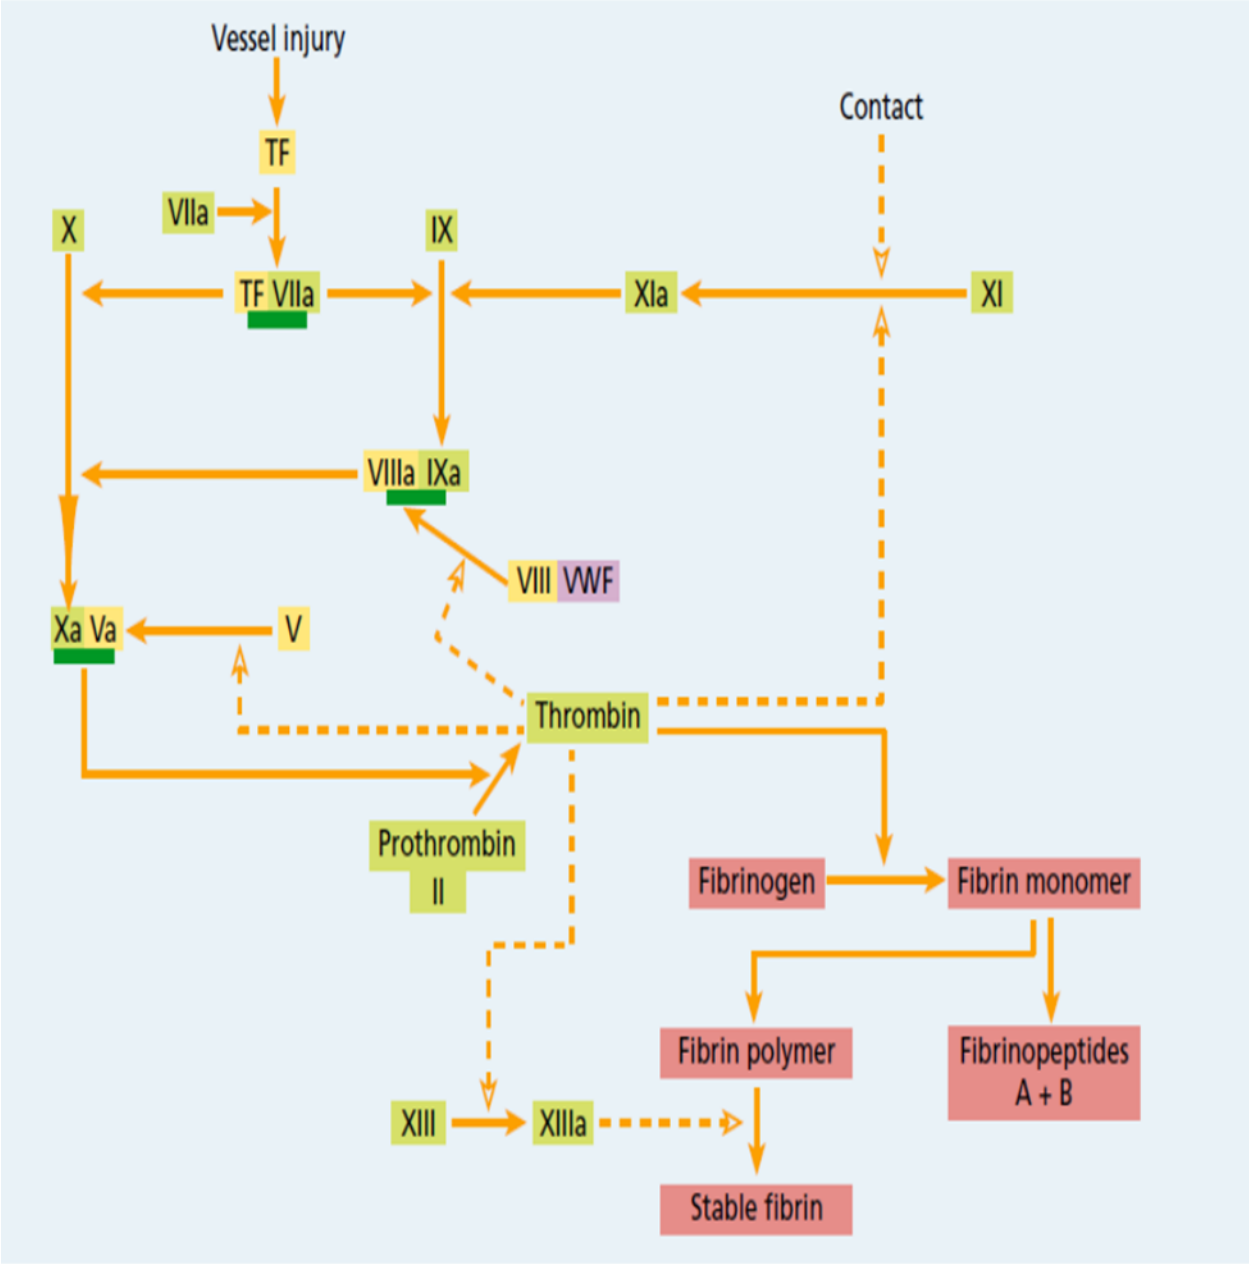 Vessel injury
Contact
TF
VIIa
X
IX
TF VIIa
XIa
XI
VIIIa IXa
VIII VWF
Xa Va
V
Thrombin
Prothrombin
II
Fibrinogen
Fibrin monomer
Fibrin polymer
Fibrinopeptides
A + B
XIII
XIIIa
Stable fibrin